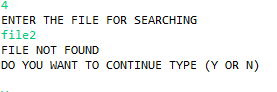 4
ENTER THE FILE FOR SEARCHING
file2
FILE NOT FOUND
DO YOU WANT TO CONTINUE TYPE (Y OR N)